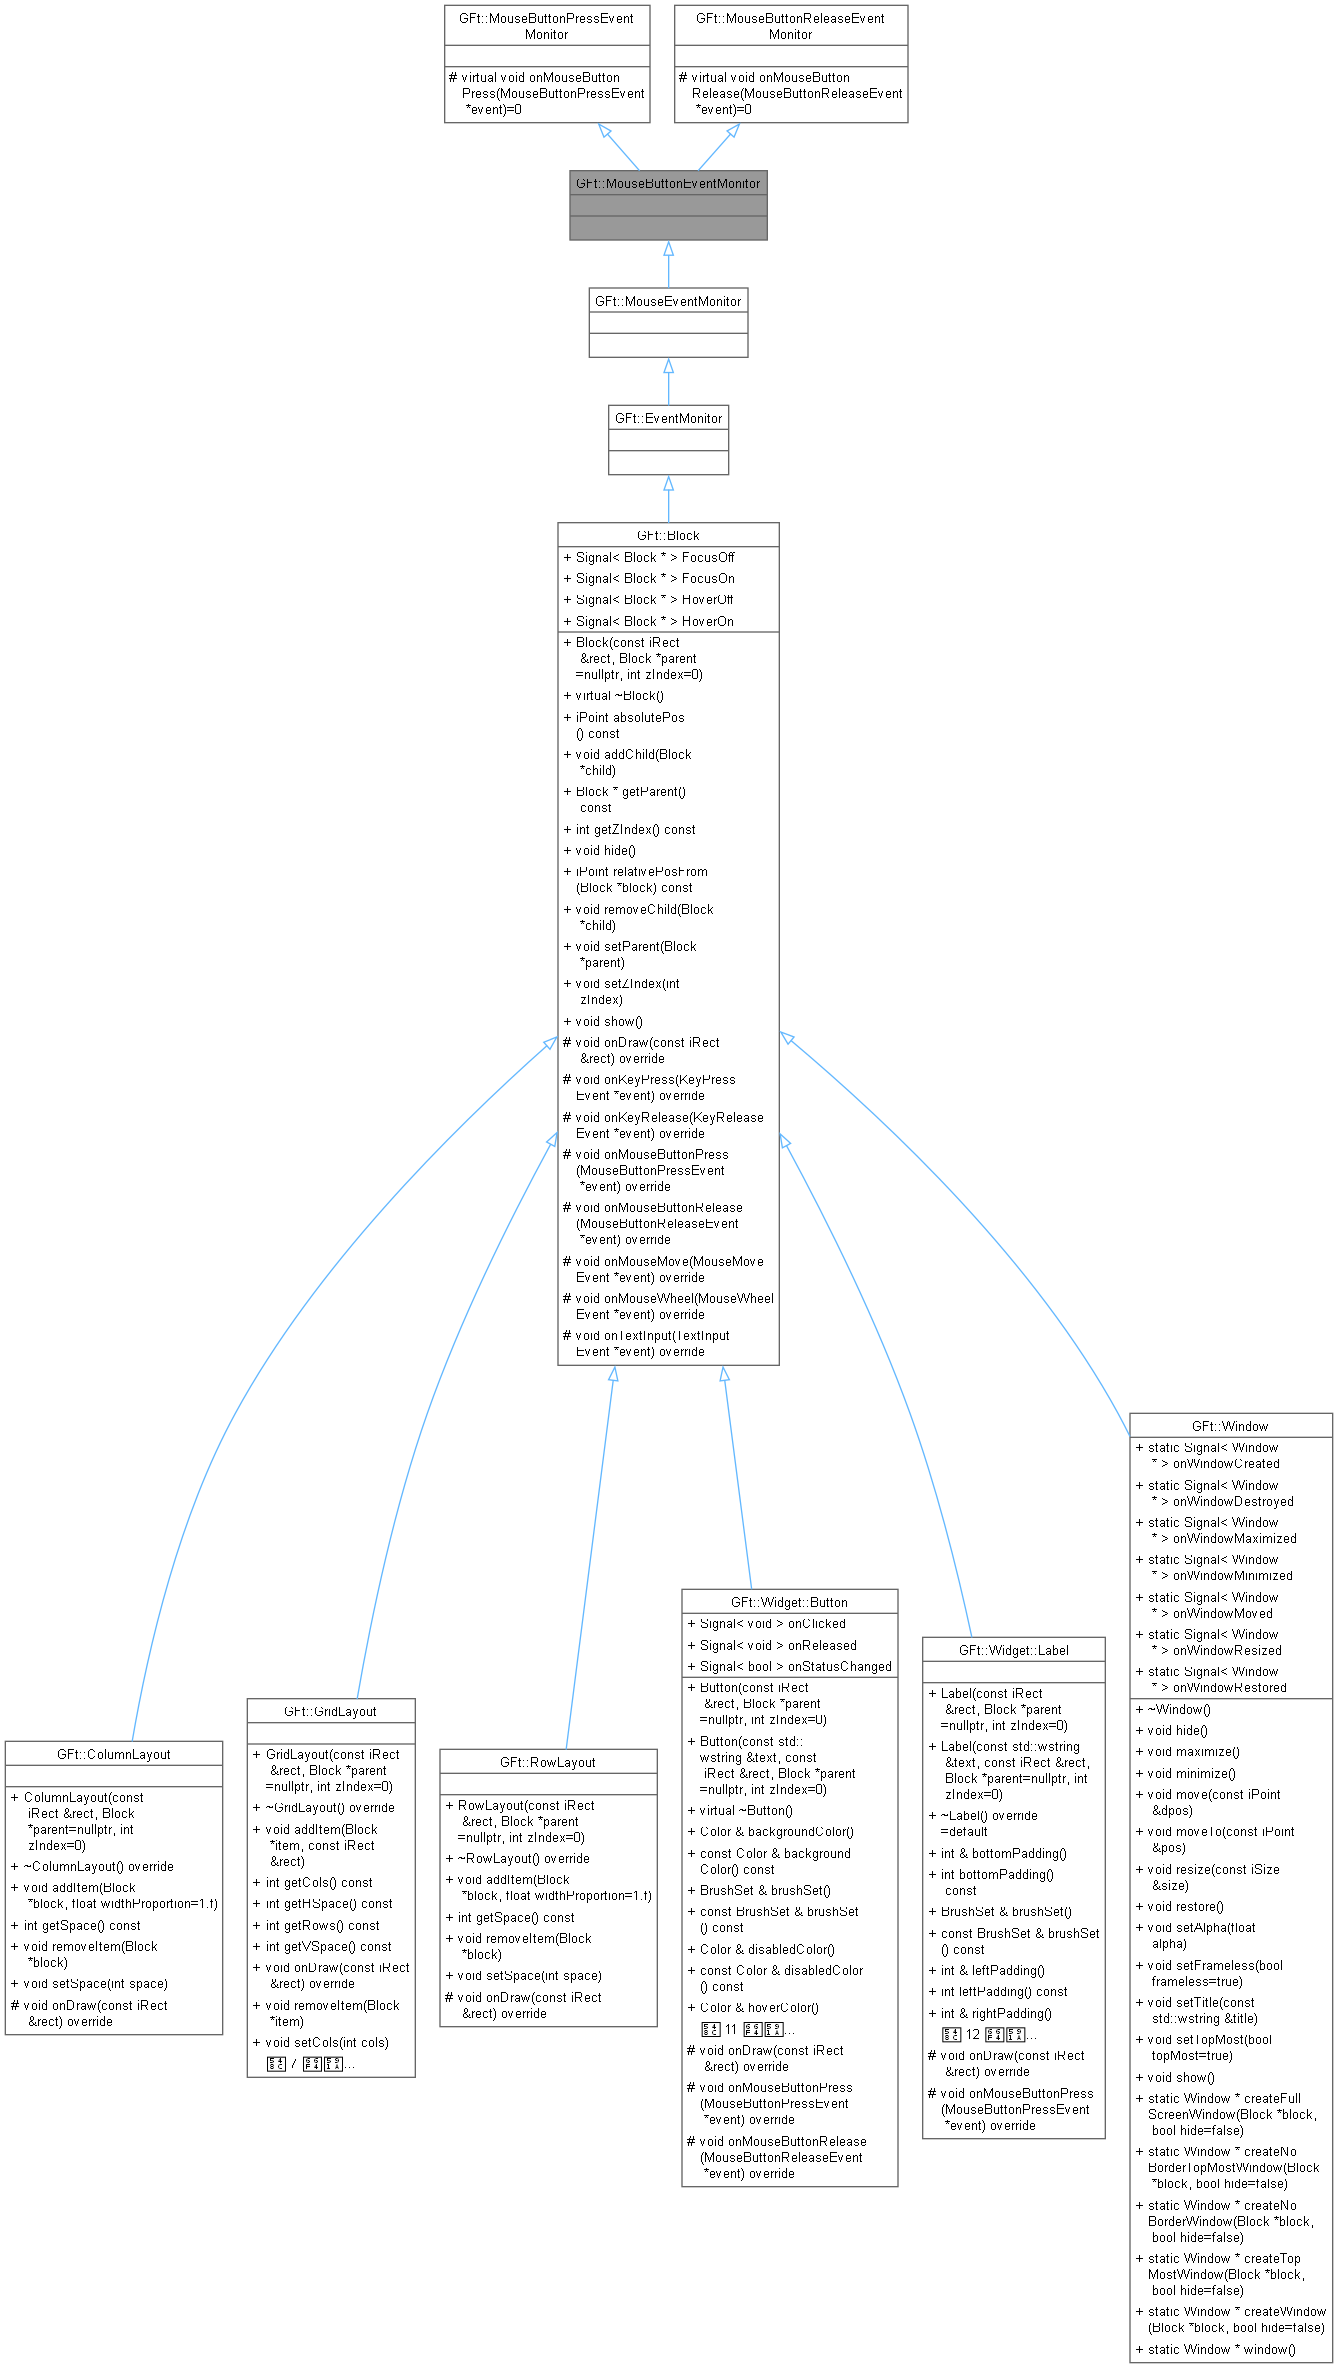 GFt::MouseButtonPressEvent
Monitor
# virtual void onMouseButton
Press(MouseButtonPressEvent
*event)=0
GFt::MouseButtonReleaseEvent
Monitor
# virtual void onMouseButton
Release(MouseButtonReleaseEvent
*event)=0
GFt::MouseButtonEventMonitor
GFt::MouseEventMonitor
GFt::EventMonitor
GFt::Block
+ Signal< Block * > FocusOff
+ Signal< Block * > FocusOn
+ Signal< Block * > HoverOff
+ Signal< Block * > HoverOn
+ Block(const iRect
&rect, Block *parent
=nullptr, int zIndex=0)
+ virtual ~Block()
+ iPoint absolutePos
() const
+ void addChild(Block
*child)
+ Block * getParent()
const
+ int getZIndex() const
+ void hide()
+ iPoint relativePosFrom
(Block *block) const
+ void removeChild(Block
*child)
+ void setParent(Block
*parent)
+ void setZIndex(int
zIndex)
+ void show()
# void onDraw(const iRect
&rect) override
# void onKeyPress(KeyPress
Event *event) override
# void onKeyRelease(KeyRelease
Event *event) override
# void onMouseButtonPress
(MouseButtonPressEvent
*event) override
# void onMouseButtonRelease
(MouseButtonReleaseEvent
*event) override
# void onMouseMove(MouseMove
Event *event) override
# void onMouseWheel(MouseWheel
Event *event) override
# void onTextInput(TextInput
Event *event) override
GFt::ColumnLayout
+ ColumnLayout(const
iRect &rect, Block
*parent=nullptr, int
zIndex=0)
+ ~ColumnLayout() override
+ void addItem(Block
*block, float widthProportion=1.f)
+ int getSpace() const
+ void removeItem(Block
*block)
+ void setSpace(int space)
# void onDraw(const iRect
&rect) override
GFt::GridLayout
+ GridLayout(const iRect
&rect, Block *parent
=nullptr, int zIndex=0)
+ ~GridLayout() override
+ void addItem(Block
*item, const iRect
&rect)
+ int getCols() const
+ int getHSpace() const
+ int getRows() const
+ int getVSpace() const
+ void onDraw(const iRect
&rect) override
+ void removeItem(Block
*item)
+ void setCols(int cols)
7 ...
GFt::RowLayout
+ RowLayout(const iRect
&rect, Block *parent
=nullptr, int zIndex=0)
+ ~RowLayout() override
+ void addItem(Block
*block, float widthProportion=1.f)
+ int getSpace() const
+ void removeItem(Block
*block)
+ void setSpace(int space)
# void onDraw(const iRect
&rect) override
GFt::Widget::Button
+ Signal< void > onClicked
+ Signal< void > onReleased
+ Signal< bool > onStatusChanged
+ Button(const iRect
&rect, Block *parent
=nullptr, int zIndex=0)
+ Button(const std::
wstring &text, const
iRect &rect, Block *parent
=nullptr, int zIndex=0)
+ virtual ~Button()
+ Color & backgroundColor()
+ const Color & background
Color() const
+ BrushSet & brushSet()
+ const BrushSet & brushSet
() const
+ Color & disabledColor()
+ const Color & disabledColor
() const
+ Color & hoverColor()
11 ...
# void onDraw(const iRect
&rect) override
# void onMouseButtonPress
(MouseButtonPressEvent
*event) override
# void onMouseButtonRelease
(MouseButtonReleaseEvent
*event) override
GFt::Widget::Label
+ Label(const iRect
&rect, Block *parent
=nullptr, int zIndex=0)
+ Label(const std::wstring
&text, const iRect &rect,
Block *parent=nullptr, int
zIndex=0)
+ ~Label() override
=default
+ int & bottomPadding()
+ int bottomPadding()
const
+ BrushSet & brushSet()
+ const BrushSet & brushSet
() const
+ int & leftPadding()
+ int leftPadding() const
+ int & rightPadding()
12 ...
# void onDraw(const iRect
&rect) override
# void onMouseButtonPress
(MouseButtonPressEvent
*event) override
GFt::Window
+ static Signal< Window
* > onWindowCreated
+ static Signal< Window
* > onWindowDestroyed
+ static Signal< Window
* > onWindowMaximized
+ static Signal< Window
* > onWindowMinimized
+ static Signal< Window
* > onWindowMoved
+ static Signal< Window
* > onWindowResized
+ static Signal< Window
* > onWindowRestored
+ ~Window()
+ void hide()
+ void maximize()
+ void minimize()
+ void move(const iPoint
&dpos)
+ void moveTo(const iPoint
&pos)
+ void resize(const iSize
&size)
+ void restore()
+ void setAlpha(float
alpha)
+ void setFrameless(bool
frameless=true)
+ void setTitle(const
std::wstring &title)
+ void setTopMost(bool
topMost=true)
+ void show()
+ static Window * createFull
ScreenWindow(Block *block,
bool hide=false)
+ static Window * createNo
BorderTopMostWindow(Block
*block, bool hide=false)
+ static Window * createNo
BorderWindow(Block *block,
bool hide=false)
+ static Window * createTop
MostWindow(Block *block,
bool hide=false)
+ static Window * createWindow
(Block *block, bool hide=false)
+ static Window * window()